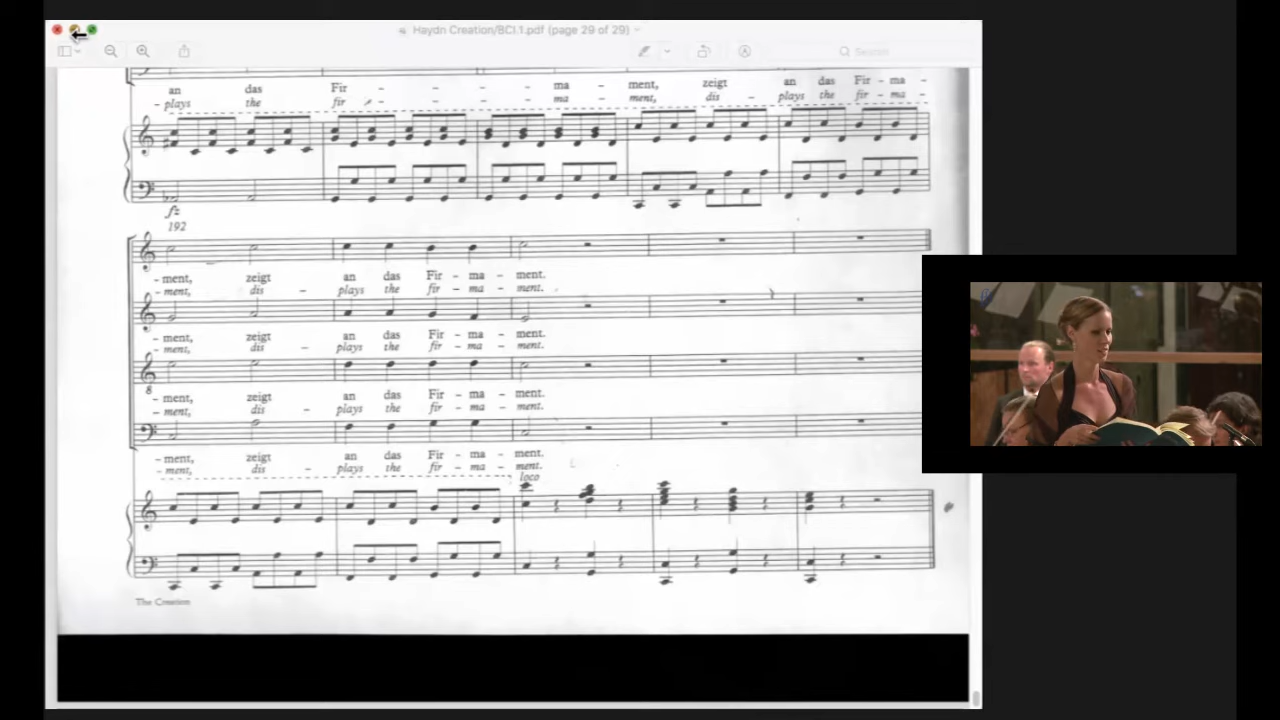 Haydn Creation/BCI.1.pdf (page 29 of 29)
Search
an das Fir - - - - ma - ment, zeigt an das Fir - ma -
- plays the fir - - - - ma - ment, dis - plays the fir - ma -
fz
192
- ment, zeigt an das Fir - ma - ment.
- ment, dis - plays the fir - ma - ment.
- ment, zeigt an das Fir - ma - ment.
- ment, dis - plays the fir - ma - ment.
8
- ment, zeigt an das Fir - ma - ment.
- ment, dis - plays the fir - ma - ment.
- ment, zeigt an das Fir - ma - ment.
- ment, dis - plays the fir - ma - ment.
loco
The Creation